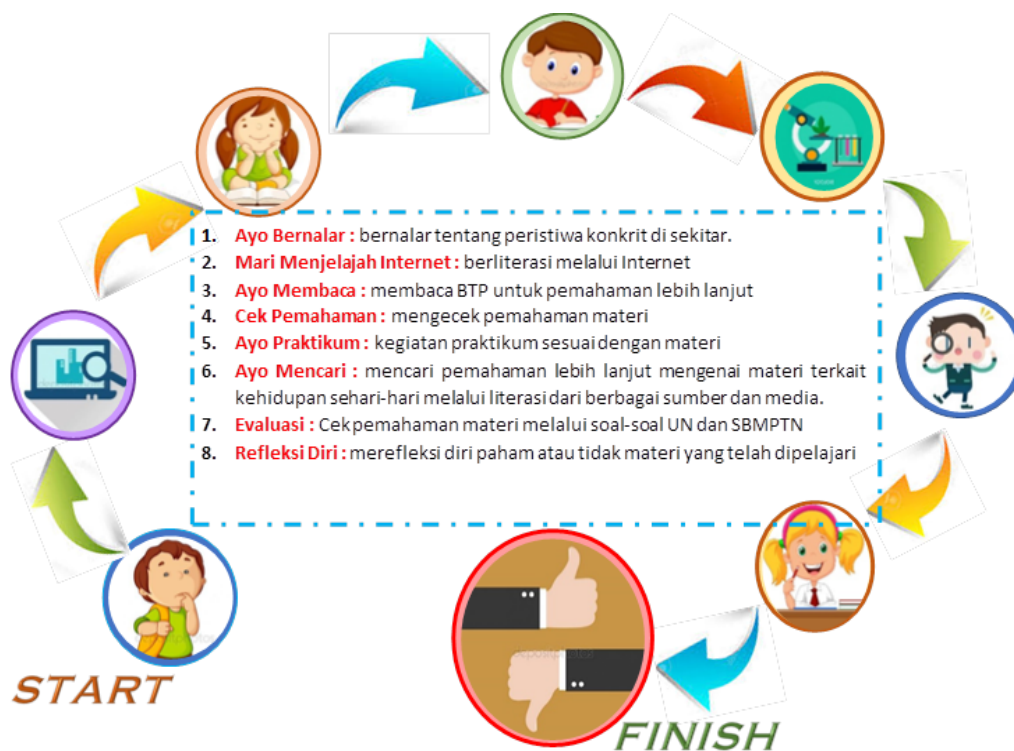 1. Ayo Bernalar : bernalar tentang peristiwa konkrit di sekitar.
2. Mari Menjelajah Internet : berliterasi melalui Internet
3. Ayo Membaca : membaca BTP untuk pemahaman lebih lanjut
4. Cek Pemahaman : mengecek pemahaman materi
5. Ayo Praktikum : kegiatan praktikum sesuai dengan materi
6. Ayo Mencari : mencari pemahaman lebih lanjut mengenai materi terkait
kehidupan sehari-hari melalui literasi dari berbagai sumber dan media.
7. Evaluasi : Cek pemahaman materi melalui soal-soal UN dan SBMPTN
8. Refleksi Diri : merefleksi diri paham atau tidak materi yang telah dipelajari
START
FINISH